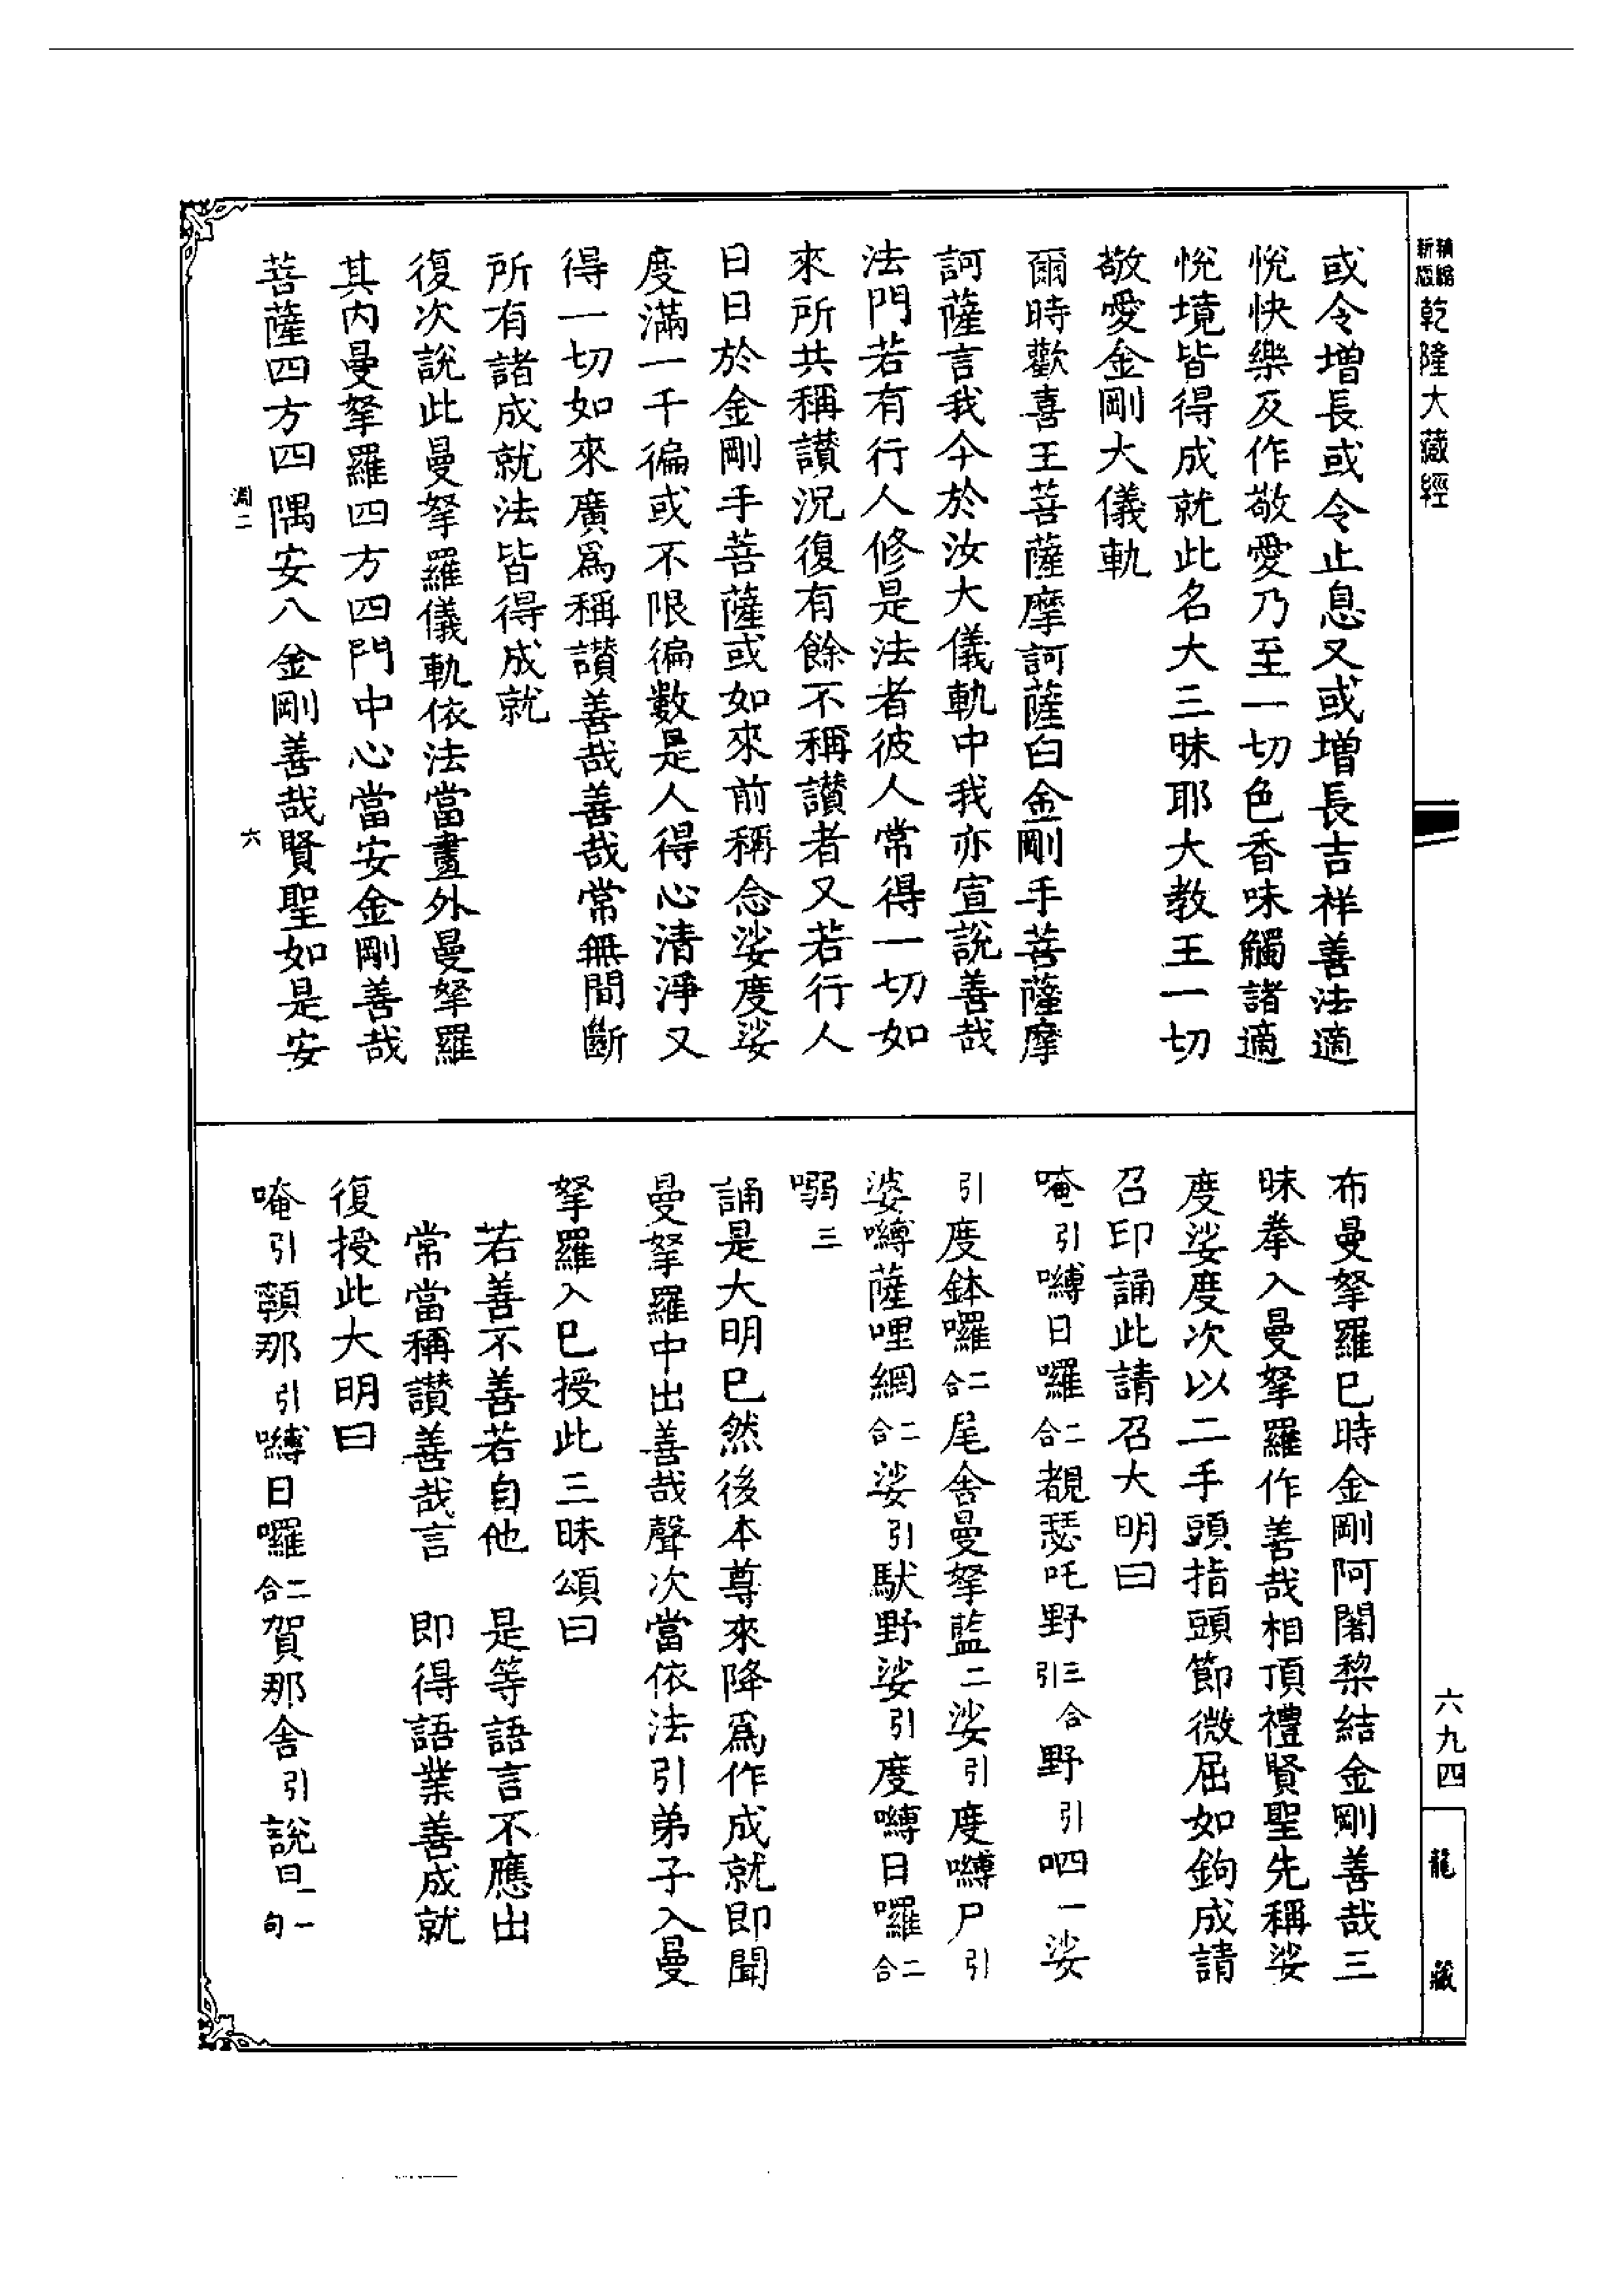 精縮新版 乾隆大藏經
六九四
龍藏
或令增長或令止息又或增長吉祥善法適
悅快樂及作敬愛乃至一切色香味觸諸適
悅境皆得成就此名大三昧耶大教王一切
敬愛金剛大儀軌
爾時歡喜王菩薩摩訶薩白金剛手菩薩摩
訶薩言我今於汝大儀軌中我亦宣說善哉
法門若有行人修是法者彼人常得一切如
來所共稱讚況復有餘不稱讚者又若行人
日日於金剛手菩薩或如來前稱念娑度娑
度滿一千徧或不限徧數是人得心清淨又
得一切如來廣爲稱讚善哉善哉常無間斷
所有諸成就法皆得成就
復次說此曼拏羅儀軌依法當畫外曼拏羅
其內曼拏羅四方四門中心當安金剛善哉
菩薩四方四隅安八金剛善哉賢聖如是安
淵二 六
布曼拏羅已時金剛阿闍黎結金剛善哉三
昧拳入曼拏羅作善哉相頂禮賢聖先稱娑
度娑度次以二手頭指頭節微屈如鉤成請
召印誦此請召大明曰
唵引嚩日囉二合覩瑟吒野三合引野引呬一娑
引度鉢囉二合尾舍曼拏藍二娑引度嚩尸引
婆嚩薩哩網二合娑引馱野娑引度嚩日囉二合
㗚三
誦是大明已然後本尊來降爲作成就即聞
曼拏羅中出善哉聲次當依法引弟子入曼
拏羅入已授此三昧頌曰
若善不善若自他　是等語言不應出
常當稱讚善哉言　即得語業善成就
復授此大明曰
唵引顙那引嚩日囉二合賀那舍引說曰一一句